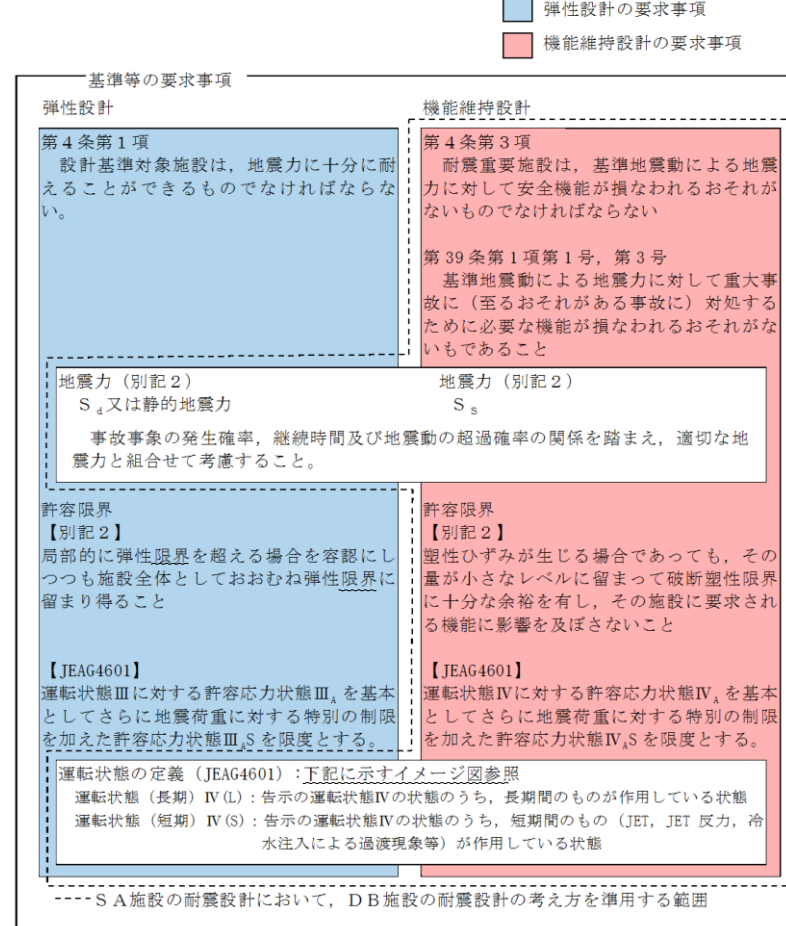 弾性設計の要求事項
機能維持設計の要求事項
基準等の要求事項
弾性設計
第4条第1項
設計基準対象施設は，地震力に十分に耐
えることができるものでなければならな
い。
機能維持設計
第4条第3項
耐震重要施設は，基準地震動による地震
力に対して安全機能が損なわれるおそれが
ないものでなければならない
第39条第1項第1号，第3号
基準地震動による地震力に対して重大事
故に（至るおそれがある事故に）対処する
ために必要な機能が損なわれるおそれがな
いもであること
地震力（別記2）
Ｓd又は静的地震力
地震力（別記2）
Ｓs
事故事象の発生確率，継続時間及び地震動の超過確率の関係を踏まえ，適切な地
震力と組合せて考慮すること。
許容限界
【別記2】
局部的に弾性限界を超える場合を容認にし
つつも施設全体としておおむね弾性限界に
留まり得ること
【JEAG4601】
運転状態Ⅲに対する許容応力状態ⅢAを基本
としてさらに地震荷重に対する特別の制限
を加えた許容応力状態ⅢASを限度とする。
許容限界
【別記2】
塑性ひずみが生じる場合であっても，その
量が小さなレベルに留まって破断塑性限界
に十分な余裕を有し，その施設に要求され
る機能に影響を及ぼさないこと
【JEAG4601】
運転状態Ⅳに対する許容応力状態ⅣAを基本
としてさらに地震荷重に対する特別の制限
を加えた許容応力状態ⅣASを限度とする。
運転状態の定義（JEAG4601）：下記に示すイメージ図参照
運転状態（長期）Ⅳ(L)：告示の運転状態Ⅳの状態のうち，長期間のものが作用している状態
運転状態（短期）Ⅳ(S)：告示の運転状態Ⅳの状態のうち，短期間のもの（JET，JET 反力，冷
水注入による過渡現象等）が作用している状態
ＳＡ施設の耐震設計において，ＤＢ施設の耐震設計の考え方を準用する範囲